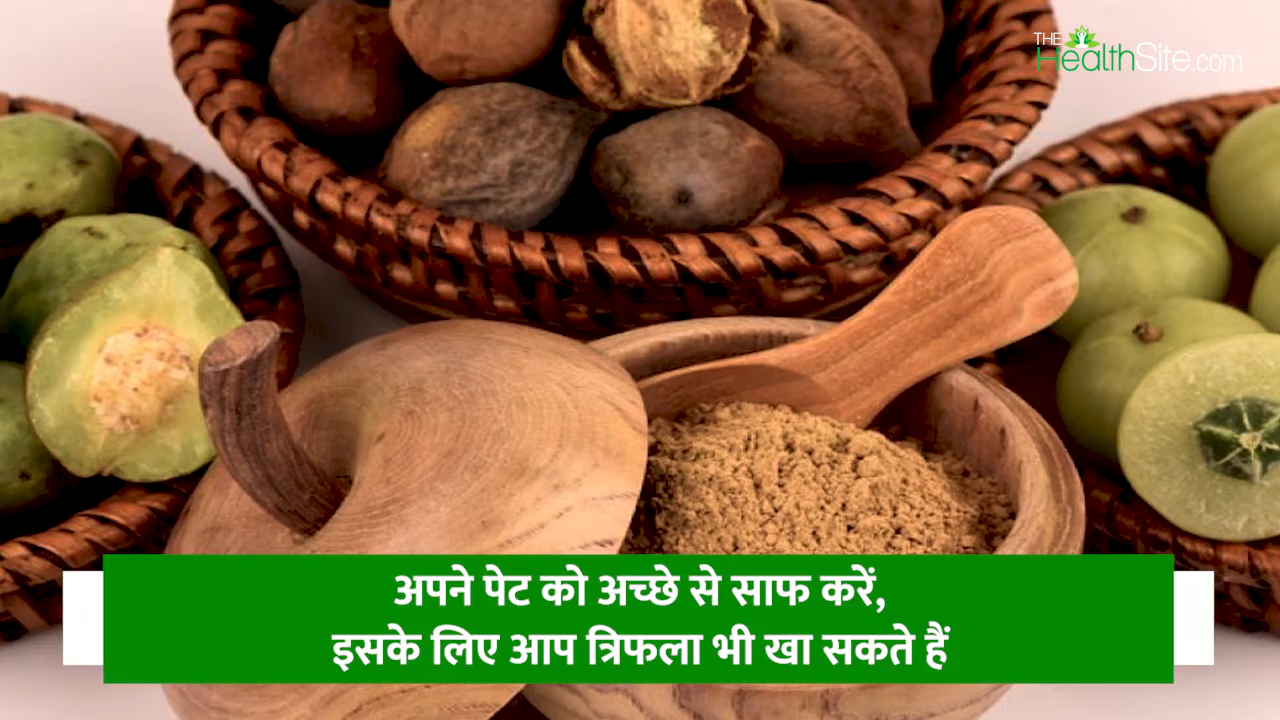 THE
HealthSite.com
अपने पेट को अच्छे से साफ करें,
इसके लिए आप त्रिफला भी खा सकते हैं